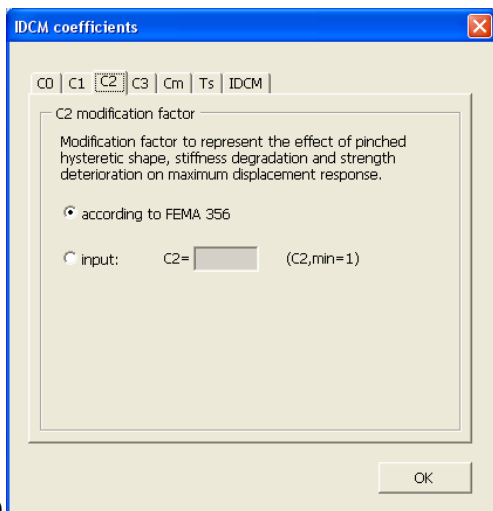 IDCM coefficients
C0 C1 C2 C3 Cm Ts IDCM
C2 modification factor
Modification factor to represent the effect of pinched
hysteretic shape, stiffness degradation and strength
deterioration on maximum displacement response.
according to FEMA 356
input: C2= (C2,min=1)
OK
)